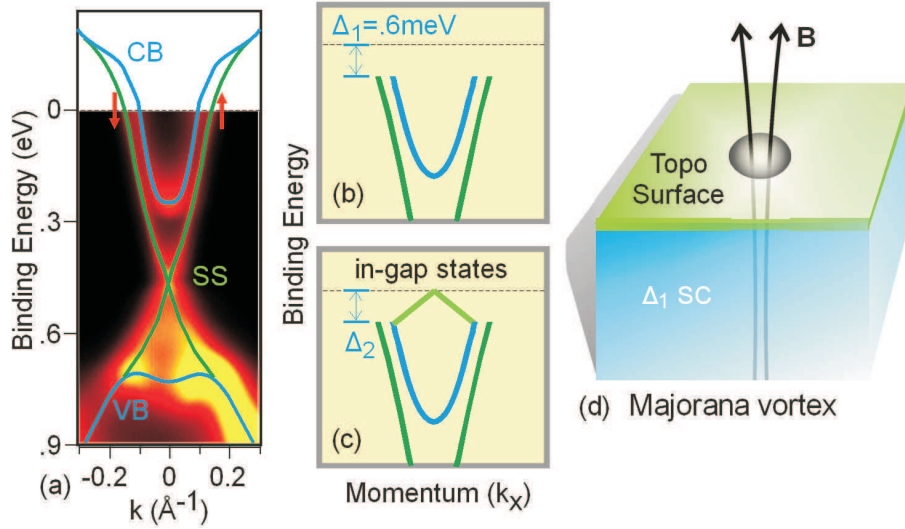 CB
Binding Energy (eV)
0
.3
.6
.9
SS
VB
(a)
-0.2
0
0.2
k (Å⁻¹)
Binding Energy
Δ₁=.6meV
(b)
in-gap states
Δ₂
(c)
Momentum (kₓ)
B
Topo
Surface
Δ₁ SC
(d) Majorana vortex